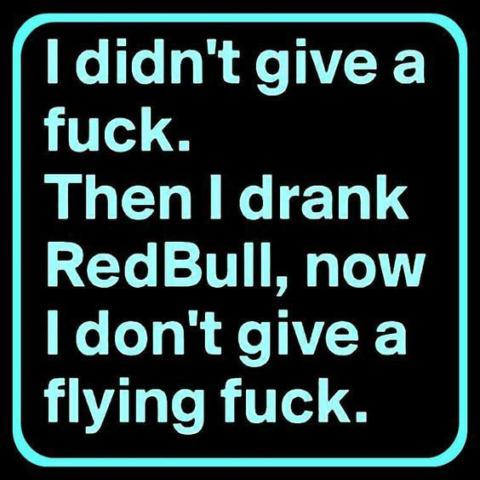 I didn't give a
fuck.
Then I drank
RedBull, now
I don't give a
flying fuck.